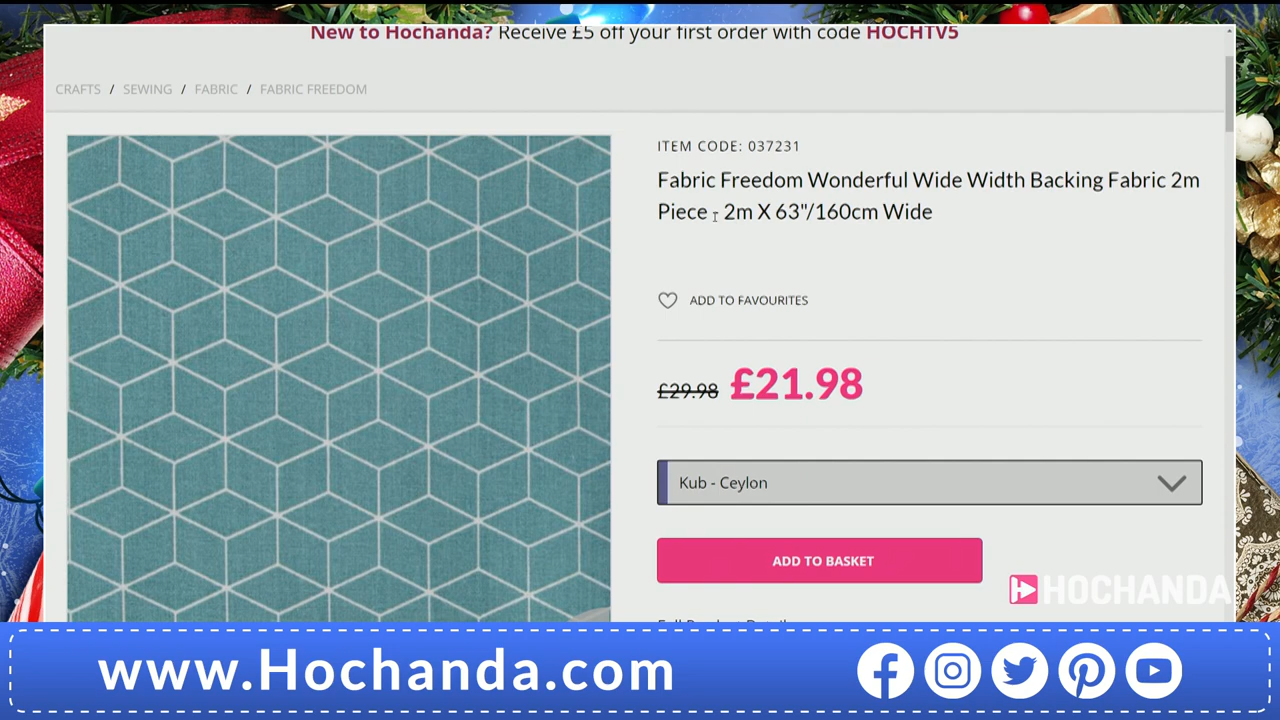 New to Hochanda? Receive £5 off your first order with code HOCHTV5
CRAFTS / SEWING / FABRIC / FABRIC FREEDOM
ITEM CODE: 037231
Fabric Freedom Wonderful Wide Width Backing Fabric 2m
Piece - 2m X 63"/160cm Wide
ADD TO FAVOURITES
£29.98 £21.98
Kub - Ceylon
ADD TO BASKET
HOCHANDA
www.Hochanda.com